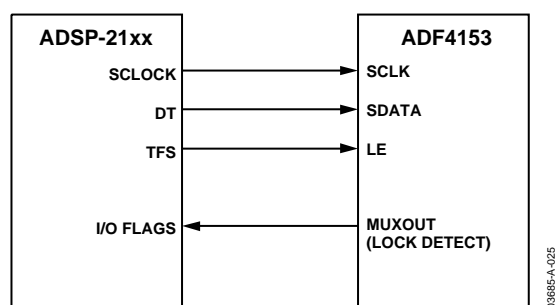 ADSP-21xx
ADF4153
SCLOCK
SCLK
DT
SDATA
TFS
LE
I/O FLAGS
MUXOUT
(LOCK DETECT)
03685-A-025